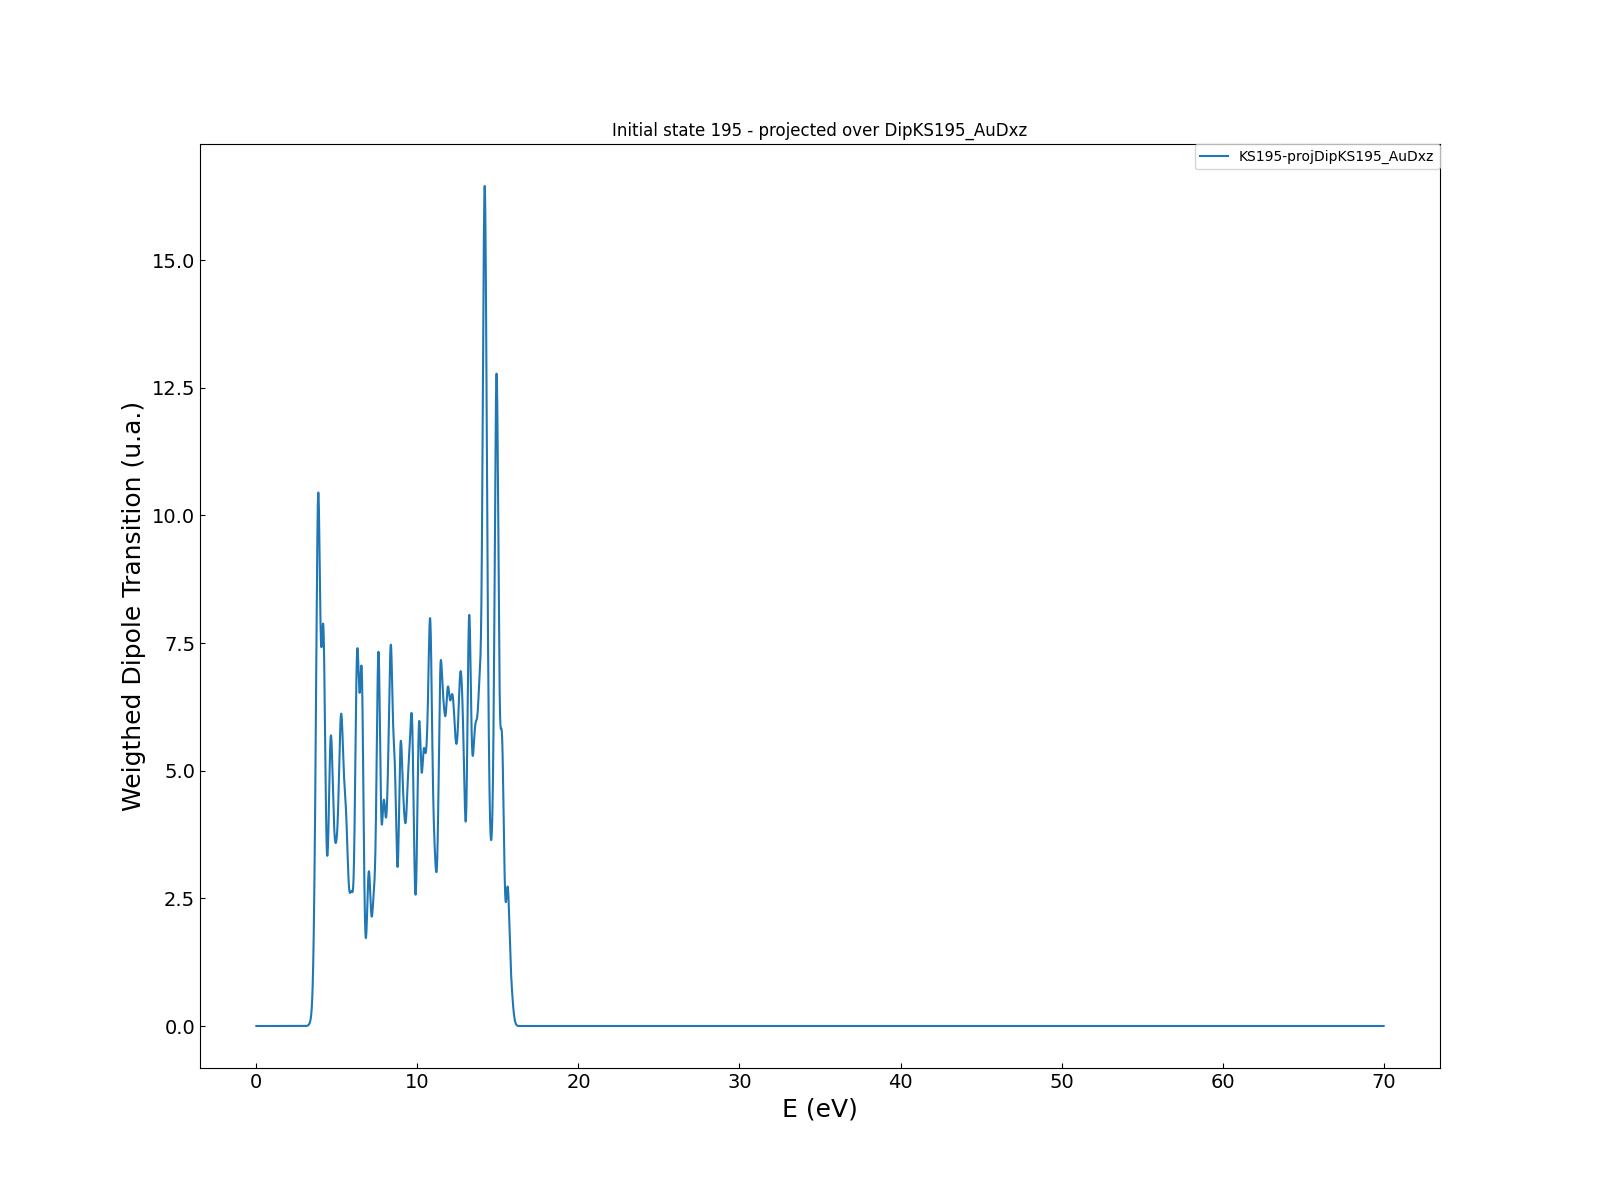 Initial state 195 - projected over DipKS195_AuDxz
KS195-projDipKS195_AuDxz
Weigthed Dipole Transition (u.a.)
15.0
12.5
10.0
7.5
5.0
2.5
0.0
0 10 20 30 40 50 60 70
E (eV)